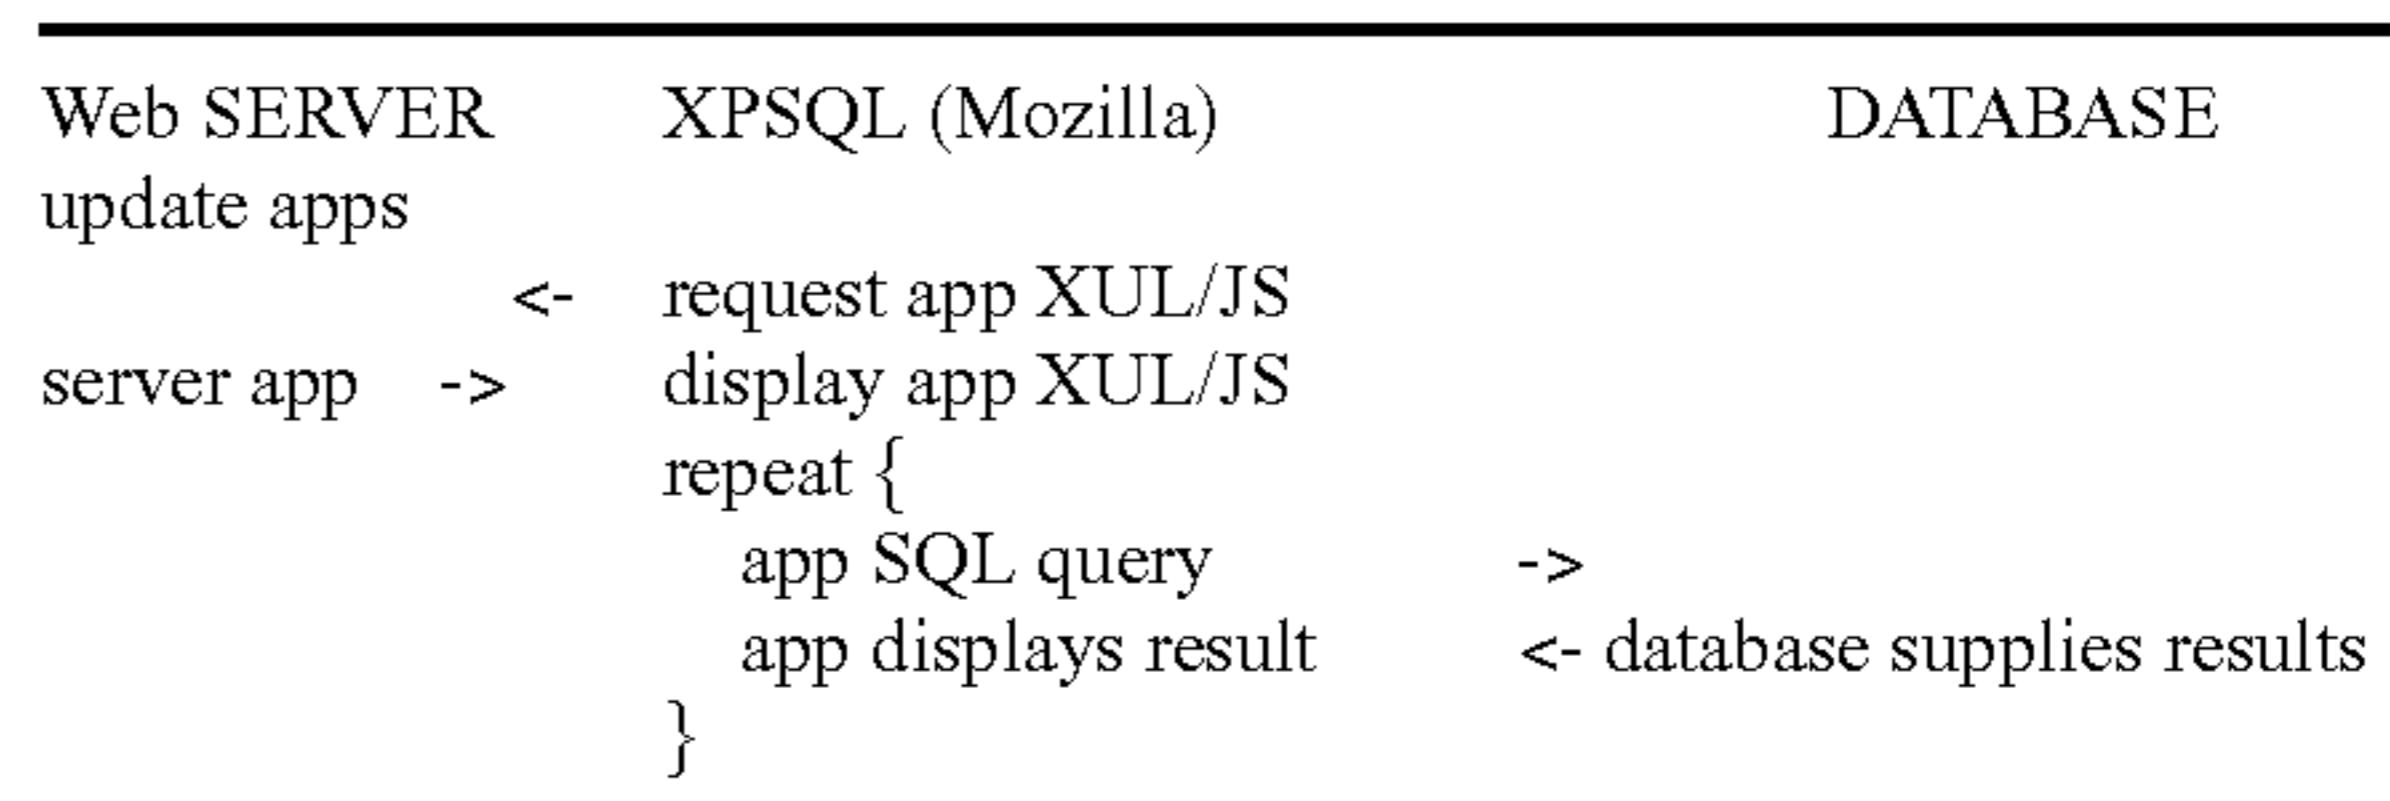 Web SERVER XPSQL (Mozilla) DATABASE
update apps
<- request app XUL/JS
server app -> display app XUL/JS
repeat {
app SQL query ->
app displays result <- database supplies results
}